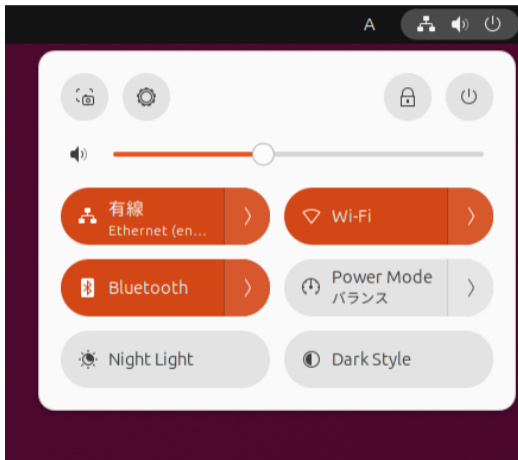 A
有線
Ethernet (en...
Wi-Fi
Bluetooth
Power Mode
バランス
Night Light
Dark Style